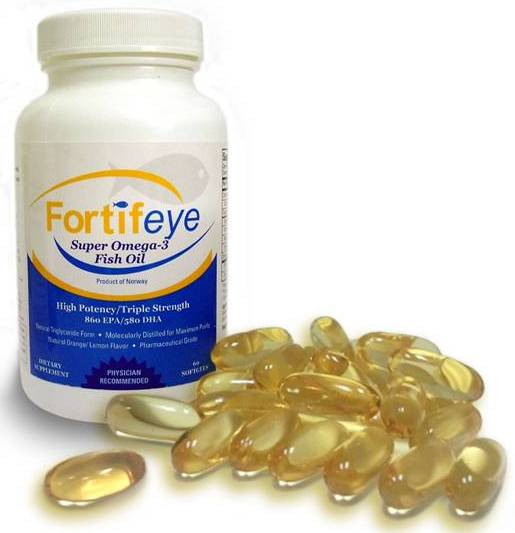 Fortifeye
Super Omega-3
Fish Oil
Product of Norway
High Potency/Triple Strength
860 EPA/580 DHA
Natural Triglyceride Form • Molecularly Distilled for Maximum Purity
Natural Orange/Lemon Flavor • Pharmaceutical Grade
DIETARY
SUPPLEMENT
PHYSICIAN
RECOMMENDED
60
SOFTGELS